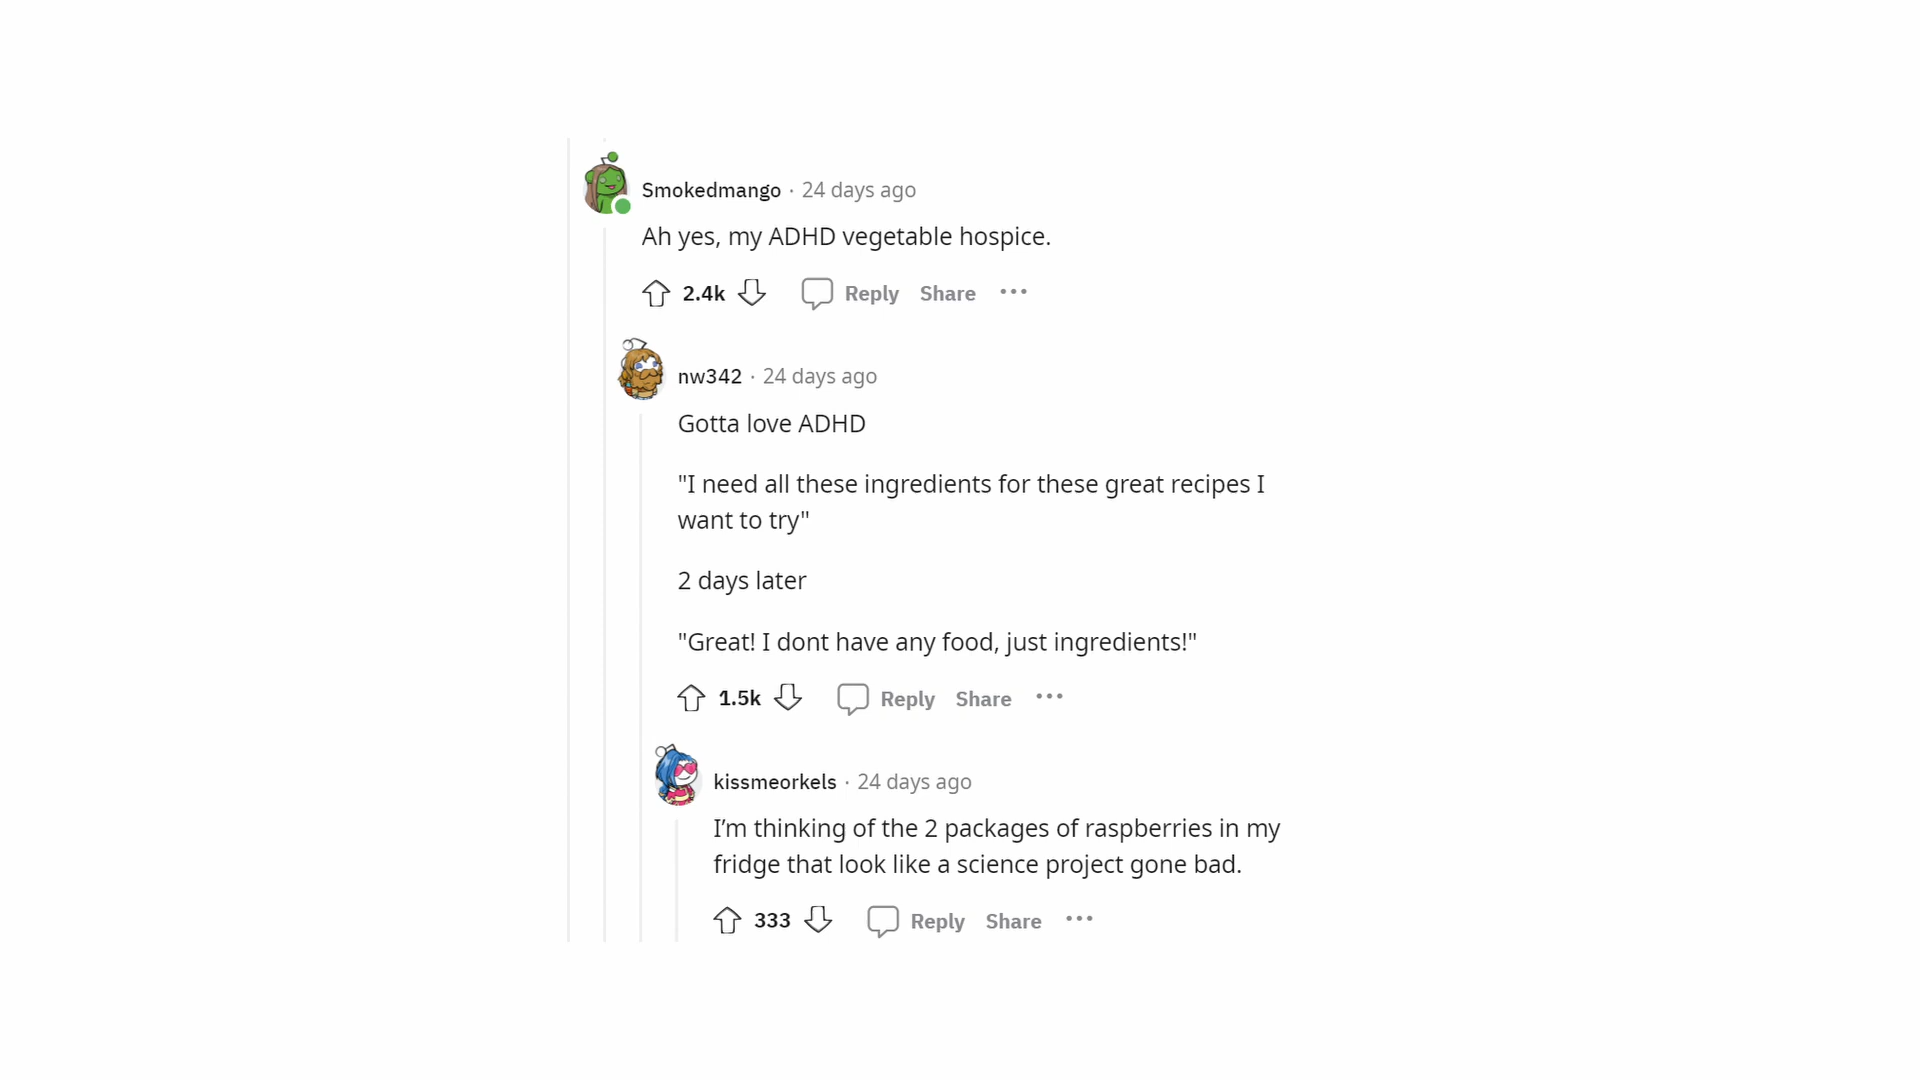 Smokedmango · 24 days ago
Ah yes, my ADHD vegetable hospice.
2.4k Reply Share ···
nw342 · 24 days ago
Gotta love ADHD
"I need all these ingredients for these great recipes I
want to try"
2 days later
"Great! I dont have any food, just ingredients!"
1.5k Reply Share ···
kissmeorkels · 24 days ago
I’m thinking of the 2 packages of raspberries in my
fridge that look like a science project gone bad.
333 Reply Share ···